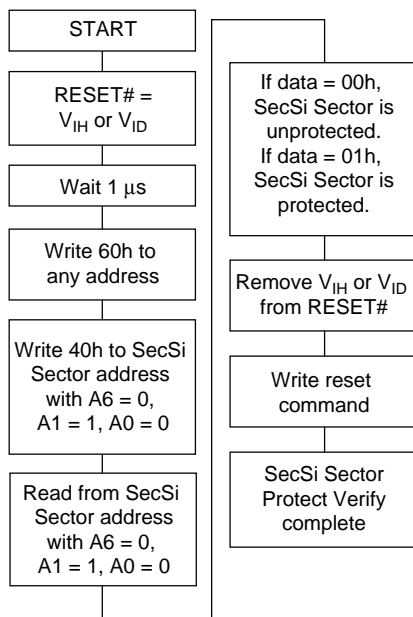 START
RESET# =
V_IH or V_ID
Wait 1 μs
Write 60h to
any address
Write 40h to SecSi
Sector address
with A6 = 0,
A1 = 1, A0 = 0
Read from SecSi
Sector address
with A6 = 0,
A1 = 1, A0 = 0
If data = 00h,
SecSi Sector is
unprotected.
If data = 01h,
SecSi Sector is
protected.
Remove V_IH or V_ID
from RESET#
Write reset
command
SecSi Sector
Protect Verify
complete